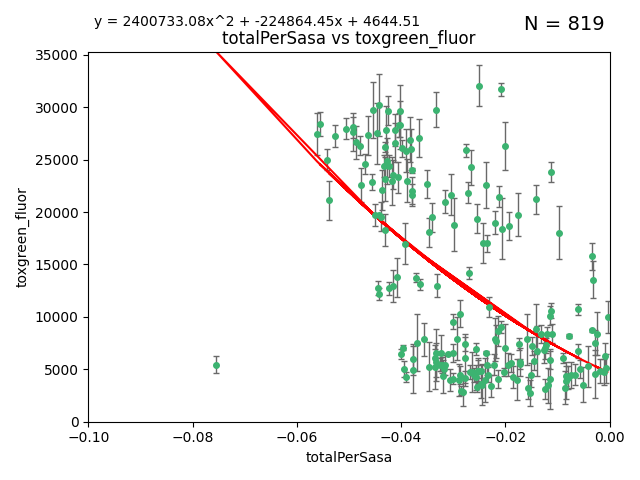 y = 2400733.08x^2 + -224864.45x + 4644.51
N = 819
totalPerSasa vs toxgreen_fluor
35000
30000
25000
20000
15000
10000
5000
0
toxgreen_fluor
−0.10
−0.08
−0.06
−0.04
−0.02
0.00
totalPerSasa